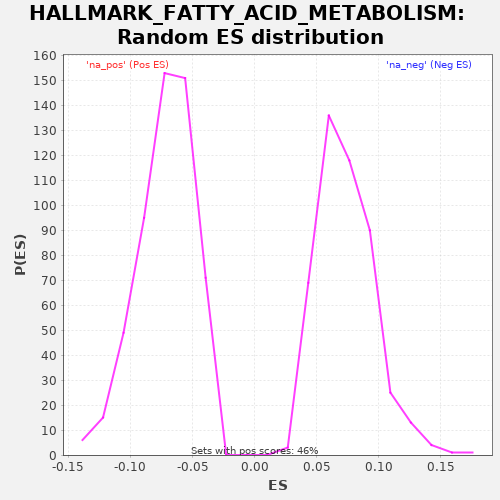 HALLMARK_FATTY_ACID_METABOLISM:
Random ES distribution
'na_pos' (Pos ES)
'na_neg' (Neg ES)
160
150
140
130
120
110
100
90
80
70
60
50
40
30
20
10
0
P(ES)
Sets with pos scores: 46%
-0.15 -0.10 -0.05 0.00 0.05 0.10 0.15
ES